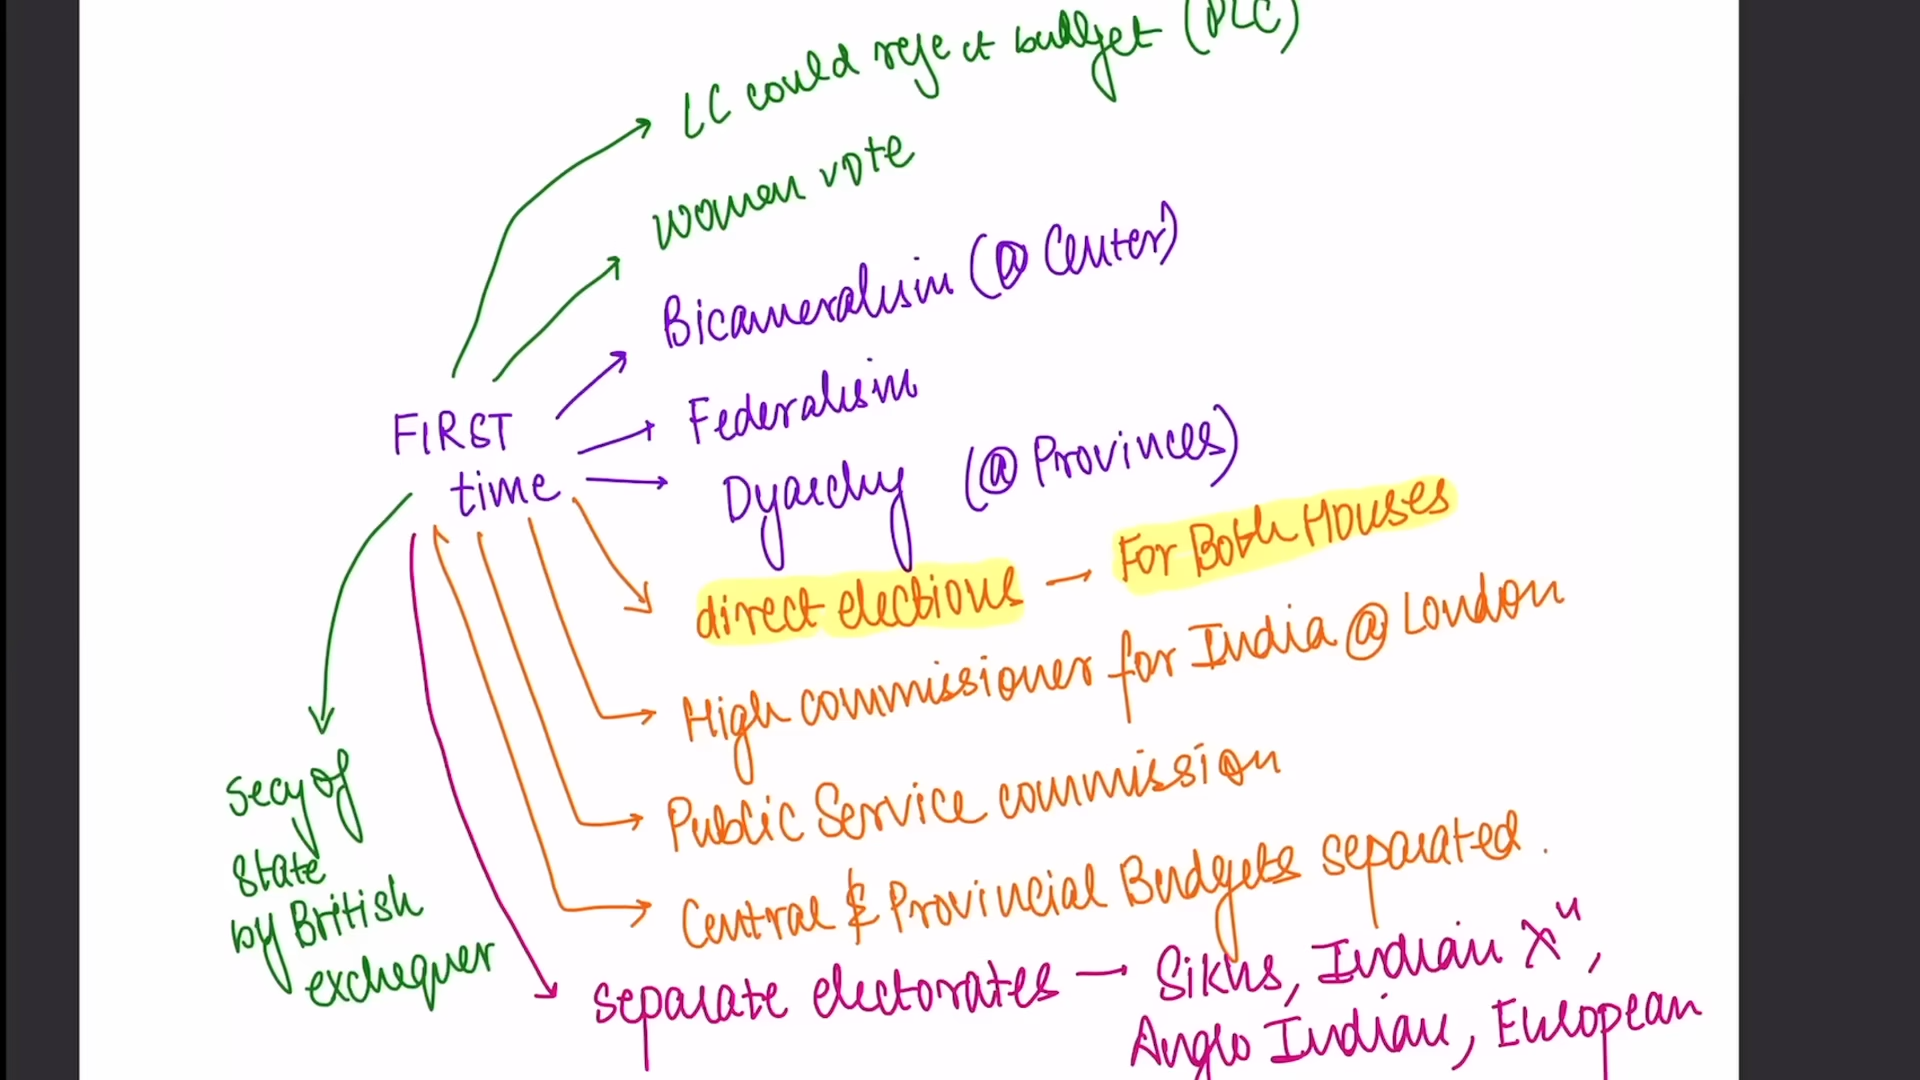 LC could reject budget (PLC)
women vote
Bicameralism (@ Center)
Federalism
FIRST
time
Dyarchy (@ Provinces)
direct elections → For Both Houses
High commissioner for India @ London
Public Service commission
Central & Provincial Budgets separated.
separate electorates → Sikhs, Indian Xⁿ,
Anglo Indian, European
Secy of
state
by British
exchequer